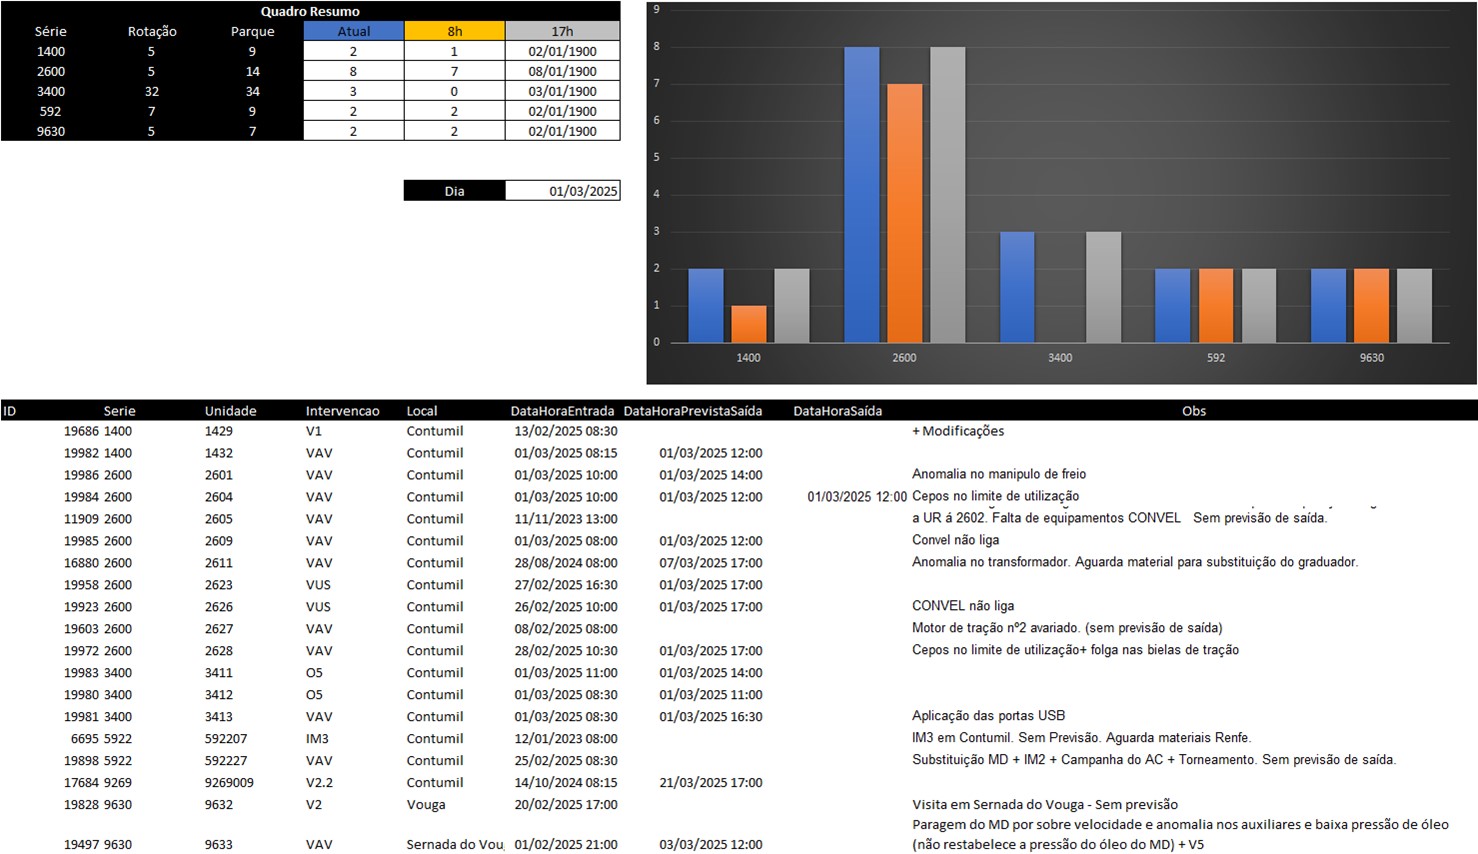 Quadro Resumo
Série Rotação Parque Atual 8h 17h
1400 5 9 2 1 02/01/1900
2600 5 14 8 7 08/01/1900
3400 32 34 3 0 03/01/1900
592 7 9 2 2 02/01/1900
9630 5 7 2 2 02/01/1900
Dia 01/03/2025
9
8
7
6
5
4
3
2
1
0
1400 2600 3400 592 9630
ID Serie Unidade Intervencao Local DataHoraEntrada DataHoraPrevistaSaída DataHoraSaída Obs
19686 1400 1429 V1 Contumil 13/02/2025 08:30 + Modificações
19982 1400 1432 VAV Contumil 01/03/2025 08:15 01/03/2025 12:00
19986 2600 2601 VAV Contumil 01/03/2025 10:00 01/03/2025 14:00 Anomalia no manipulo de freio
19984 2600 2604 VAV Contumil 01/03/2025 10:00 01/03/2025 12:00 01/03/2025 12:00 Cepos no limite de utilização
11909 2600 2605 VAV Contumil 11/11/2023 13:00 a UR á 2602. Falta de equipamentos CONVEL Sem previsão de saída.
19985 2600 2609 VAV Contumil 01/03/2025 08:00 01/03/2025 12:00 Convel não liga
16880 2600 2611 VAV Contumil 28/08/2024 08:00 07/03/2025 17:00 Anomalia no transformador. Aguarda material para substituição do graduador.
19958 2600 2623 VUS Contumil 27/02/2025 16:30 01/03/2025 17:00
19923 2600 2626 VUS Contumil 26/02/2025 10:00 01/03/2025 17:00 CONVEL não liga
19603 2600 2627 VAV Contumil 08/02/2025 08:00 Motor de tração nº2 avariado. (sem previsão de saída)
19972 2600 2628 VAV Contumil 28/02/2025 10:30 01/03/2025 17:00 Cepos no limite de utilização+ folga nas bielas de tração
19983 3400 3411 O5 Contumil 01/03/2025 11:00 01/03/2025 14:00
19980 3400 3412 O5 Contumil 01/03/2025 08:30 01/03/2025 11:00
19981 3400 3413 VAV Contumil 01/03/2025 08:30 01/03/2025 16:30 Aplicação das portas USB
6695 5922 592207 IM3 Contumil 12/01/2023 08:00 IM3 em Contumil. Sem Previsão. Aguarda materiais Renfe.
19898 5922 592227 VAV Contumil 25/02/2025 08:30 Substituição MD + IM2 + Campanha do AC + Torneamento. Sem previsão de saída.
17684 9269 9269009 V2.2 Contumil 14/10/2024 08:15 21/03/2025 17:00
19828 9630 9632 V2 Vouga 20/02/2025 17:00 Visita em Sernada do Vouga - Sem previsão
Paragem do MD por sobre velocidade e anomalia nos auxiliares e baixa pressão de óleo
19497 9630 9633 VAV Sernada do Vou 01/02/2025 21:00 03/03/2025 12:00 (não restabelece a pressão do óleo do MD) + V5